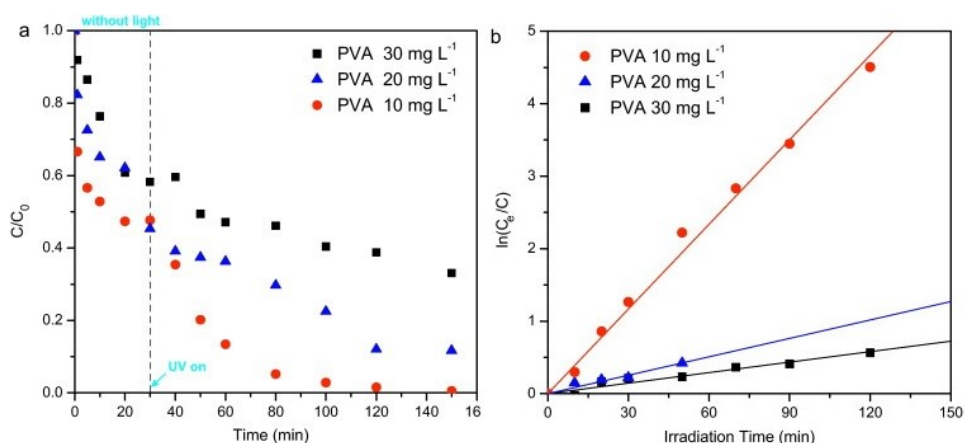 without light
a
1.0
0.8
0.6
0.4
0.2
0.0
C/C₀
PVA 30 mg L⁻¹
PVA 20 mg L⁻¹
PVA 10 mg L⁻¹
UV on
0 20 40 60 80 100 120 140 16
Time (min)
b
5
4
3
2
1
0
ln(Cₑ/C)
PVA 10 mg L⁻¹
PVA 20 mg L⁻¹
PVA 30 mg L⁻¹
0 30 60 90 120 150
Irradiation Time (min)